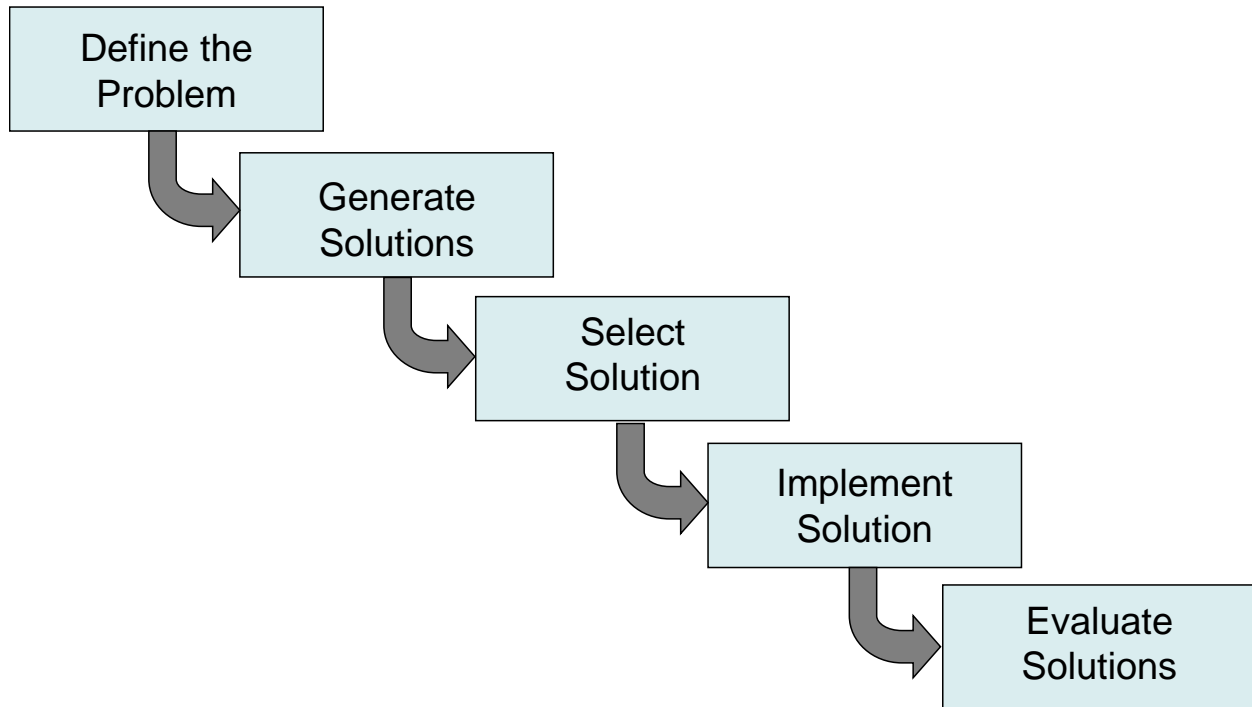 Define the
Problem
Generate
Solutions
Select
Solution
Implement
Solution
Evaluate
Solutions